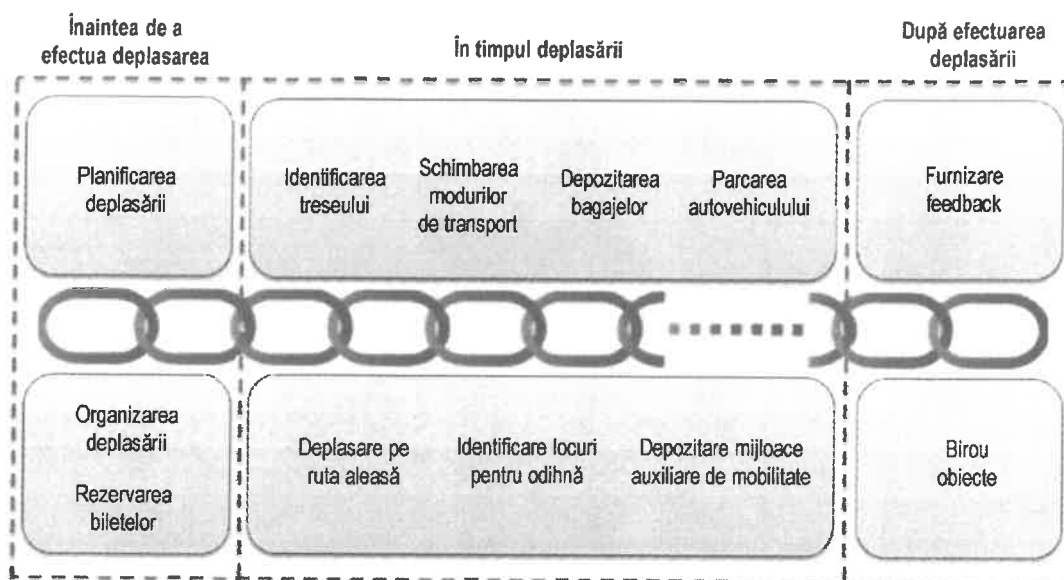 Înaintea de a
efectua deplasarea
În timpul deplasării
După efectuarea
deplasării
Planificarea
deplasării
Identificarea
treseului
Schimbarea
modurilor
de transport
Depozitarea
bagajelor
Parcarea
autovehiculului
Furnizare
feedback
Organizarea
deplasării
Rezervarea
biletelor
Deplasare pe
ruta aleasă
Identificare locuri
pentru odihnă
Depozitare mijloace
auxiliare de mobilitate
Birou
obiecte